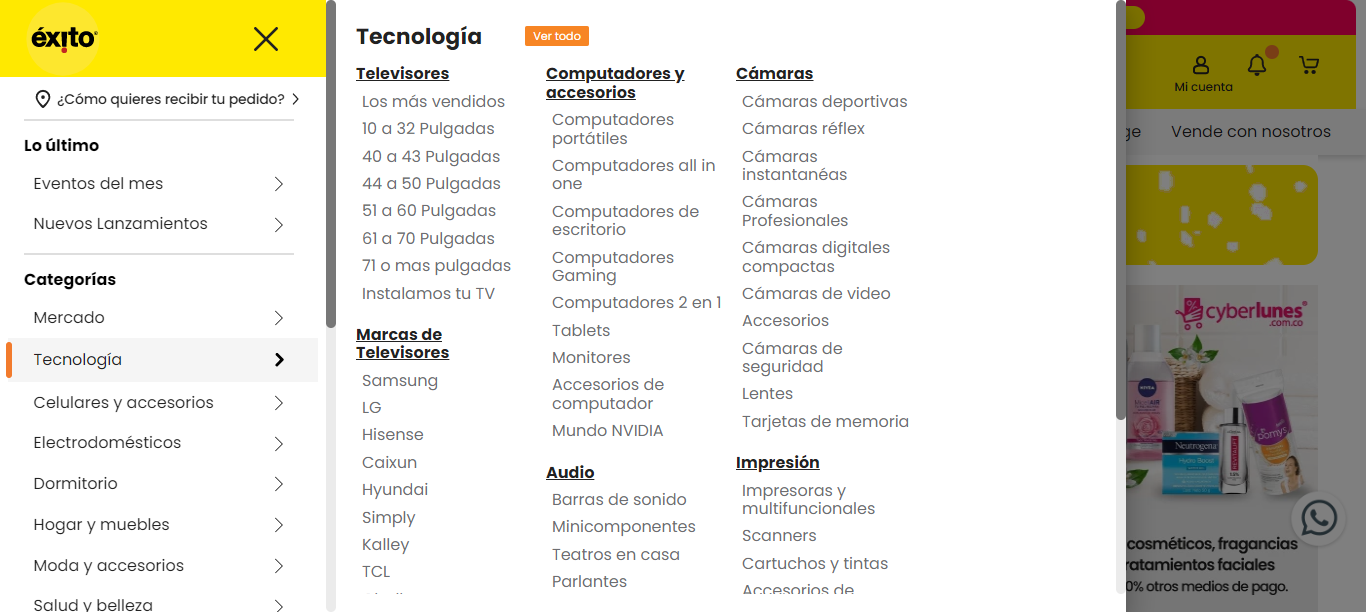 éxito
¿Cómo quieres recibir tu pedido?
Lo último
Eventos del mes
Nuevos Lanzamientos
Categorías
Mercado
Tecnología
Celulares y accesorios
Electrodomésticos
Dormitorio
Hogar y muebles
Moda y accesorios
Salud y belleza
Tecnología
Ver todo
Televisores
Los más vendidos
10 a 32 Pulgadas
40 a 43 Pulgadas
44 a 50 Pulgadas
51 a 60 Pulgadas
61 a 70 Pulgadas
71 o mas pulgadas
Instalamos tu TV
Marcas de
Televisores
Samsung
LG
Hisense
Caixun
Hyundai
Simply
Kalley
TCL
Computadores y
accesorios
Computadores
portátiles
Computadores all in
one
Computadores de
escritorio
Computadores
Gaming
Computadores 2 en 1
Tablets
Monitores
Accesorios de
computador
Mundo NVIDIA
Audio
Barras de sonido
Minicomponentes
Teatros en casa
Parlantes
Cámaras
Cámaras deportivas
Cámaras réflex
Cámaras
instantanéas
Cámaras
Profesionales
Cámaras digitales
compactas
Cámaras de video
Accesorios
Cámaras de
seguridad
Lentes
Tarjetas de memoria
Impresión
Impresoras y
multifuncionales
Scanners
Cartuchos y tintas
Accesorios de
Mi cuenta
ge
Vende con nosotros
cyberlunes
.com.co
NIVEA
Neutrogena
Hydro Boost
REVITALIFT
cosméticos, fragancias
ratamientos faciales
0% otros medios de pago.